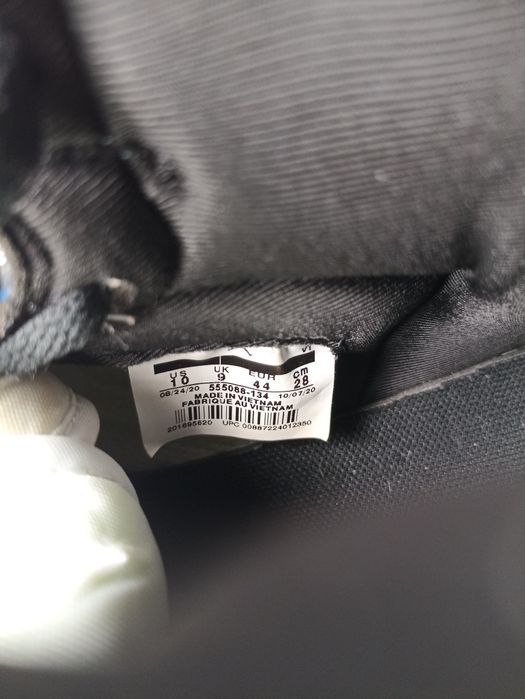 US UK EUR cm
10 9 44 28
08/24/20 555088-134 10/07/20
MADE IN VIETNAM
FABRIQUE AU VIETNAM
201695620 UPC 00887224012350